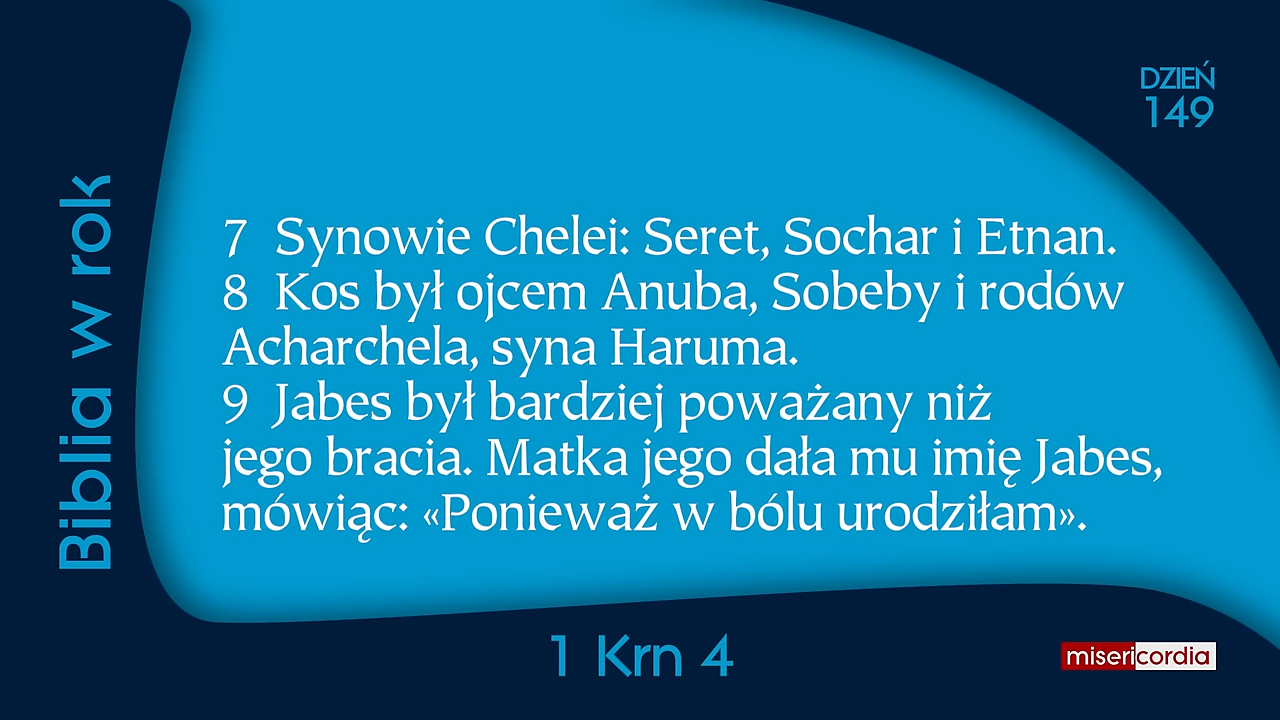 DZIEŃ
149
Biblia w rok
7 Synowie Chelei: Seret, Sochar i Etnan.
8 Kos był ojcem Anuba, Sobeby i rodów
Acharchela, syna Haruma.
9 Jabes był bardziej poważany niż
jego bracia. Matka jego dała mu imię Jabes,
mówiąc: «Ponieważ w bólu urodziłam».
1 Krn 4
misericordia